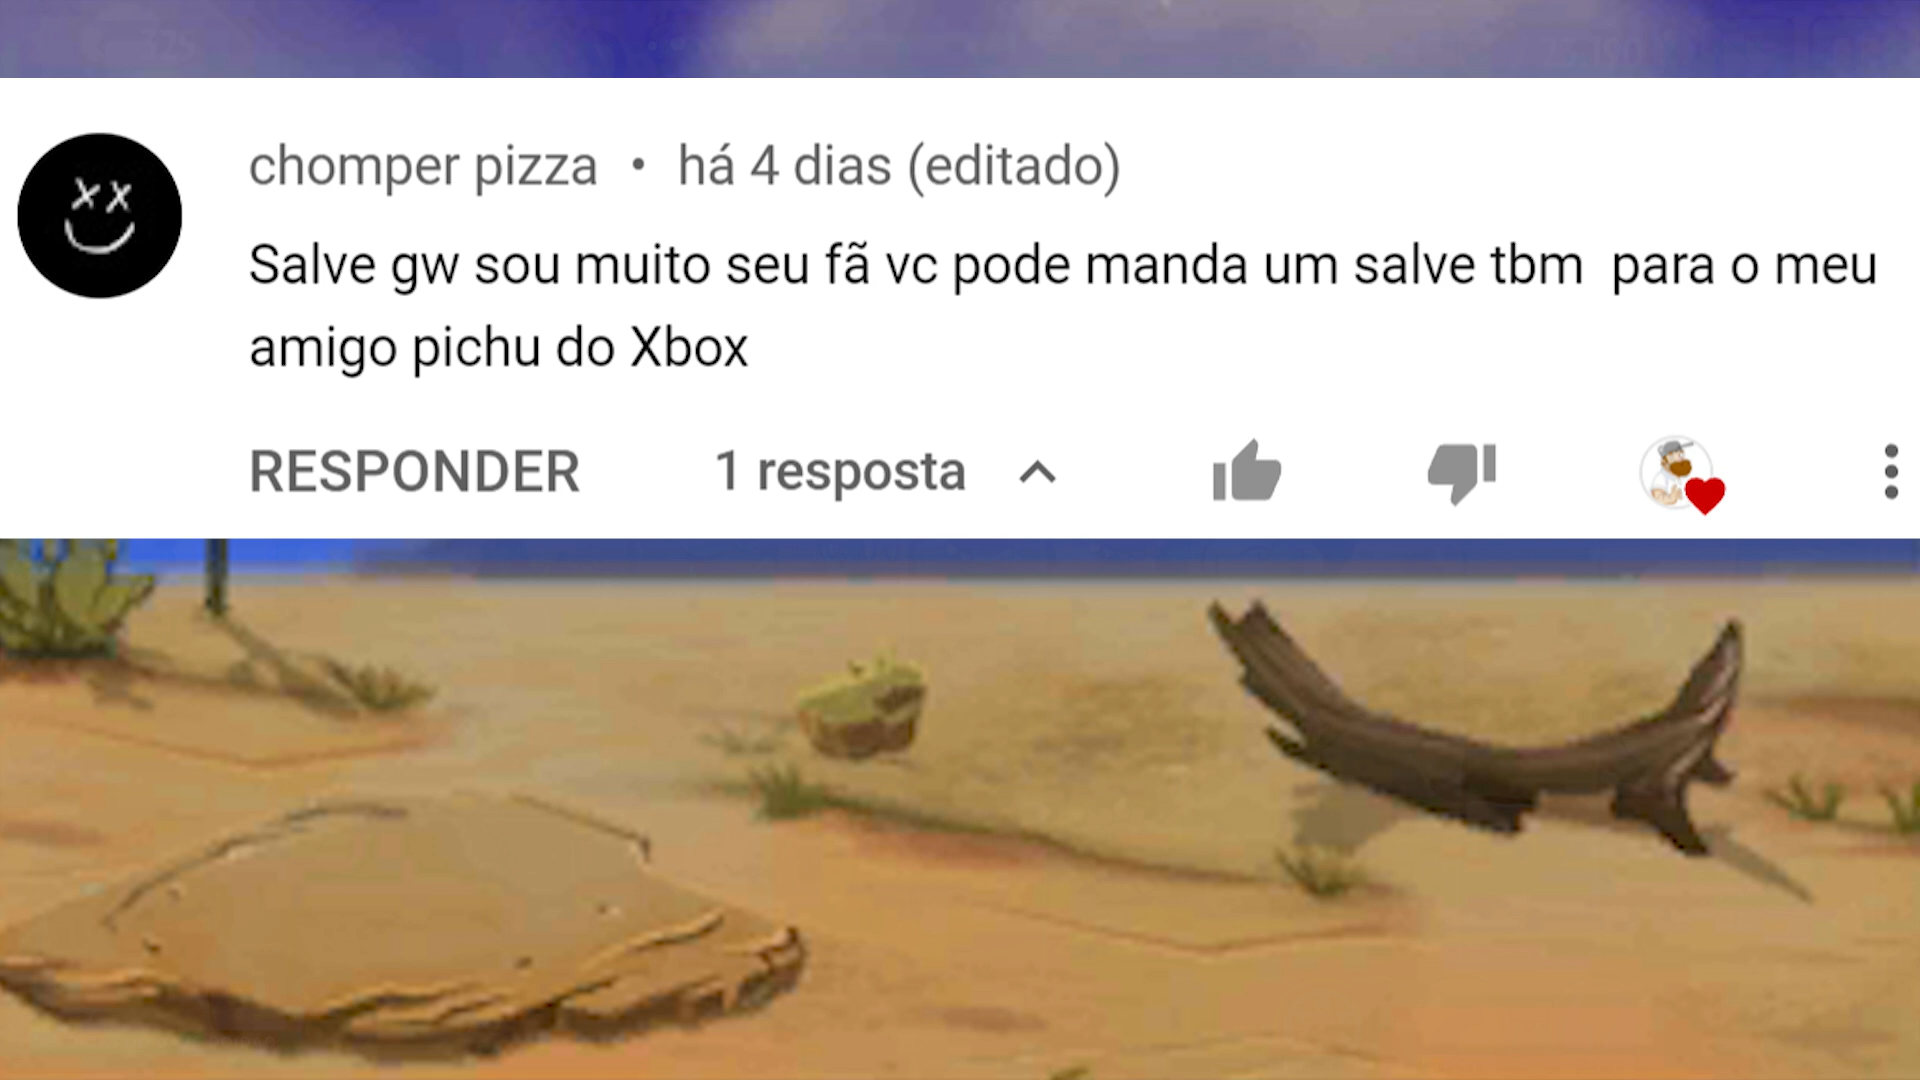 chomper pizza • há 4 dias (editado)
Salve gw sou muito seu fã vc pode manda um salve tbm para o meu
amigo pichu do Xbox
RESPONDER 1 resposta